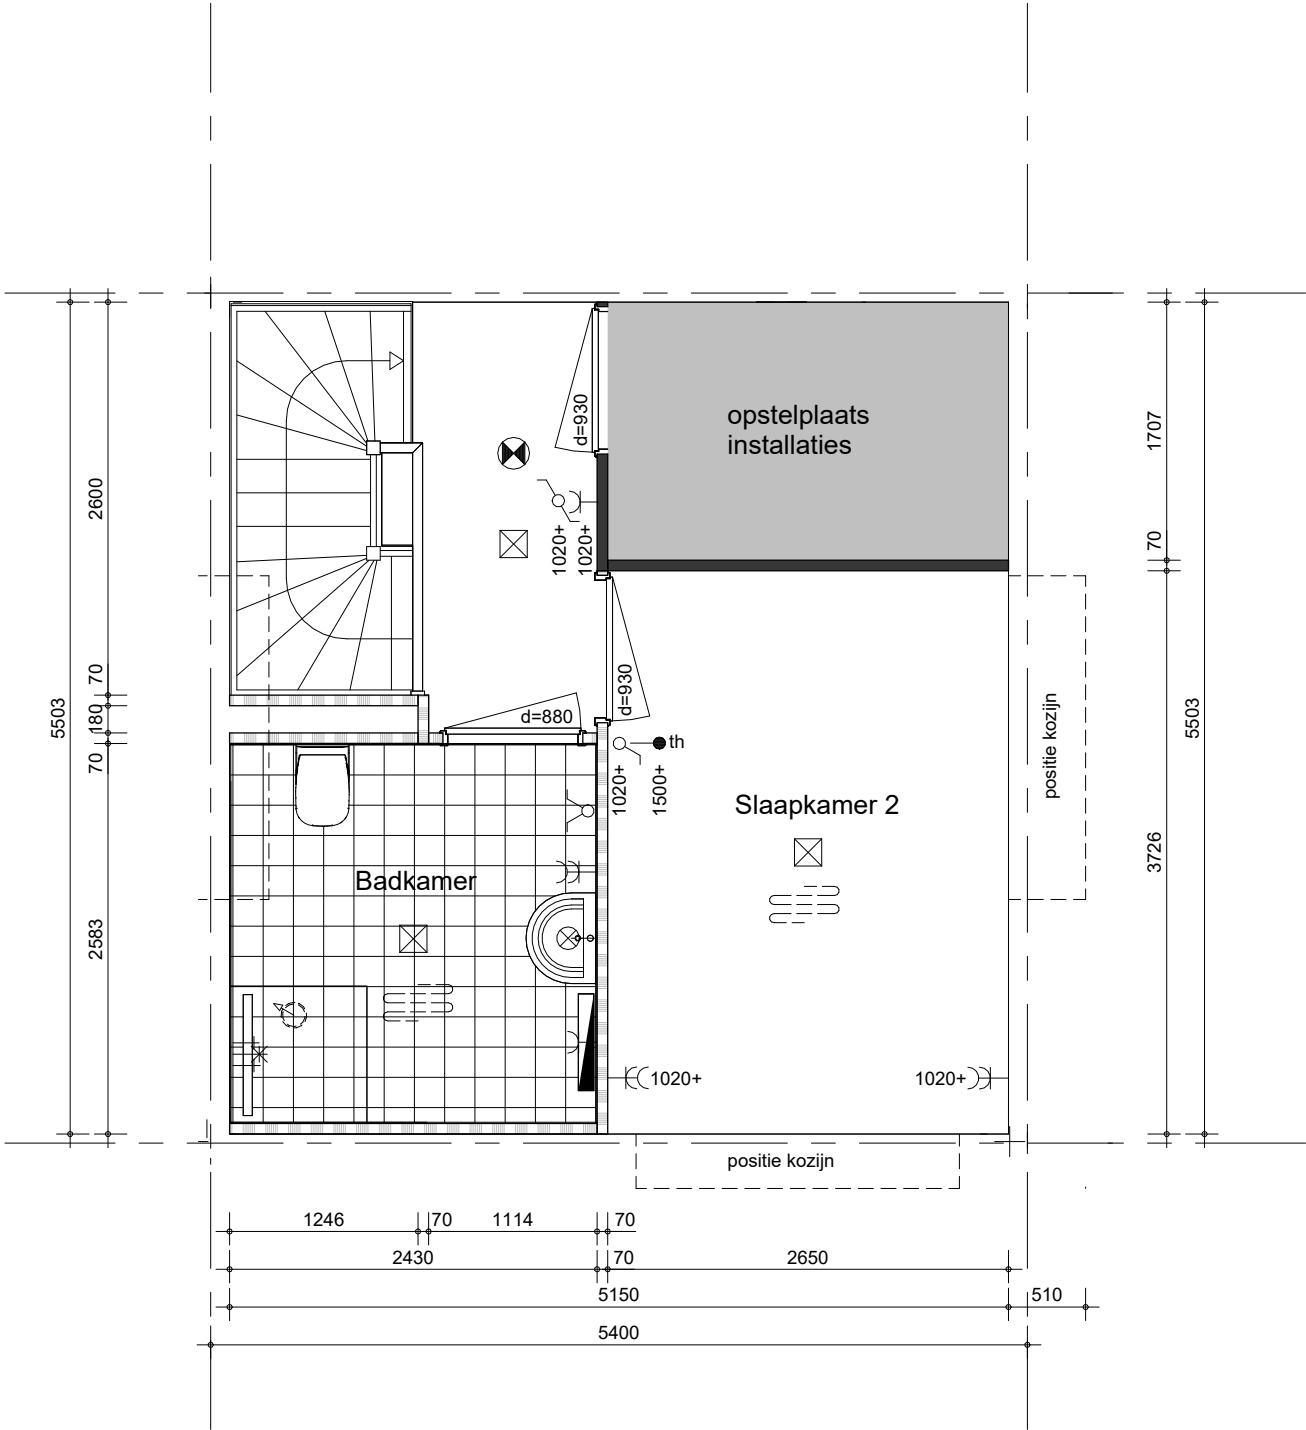 opstelplaats
installaties
d=930
1020+
1020+
d=930
d=880
th
1020+
1500+
Slaapkamer 2
Badkamer
1020+
1020+
positie kozijn
positie kozijn
5503
2600
70
180
70
2583
1707
70
3726
5503
1246
70
1114
70
2430
70
2650
5150
510
5400